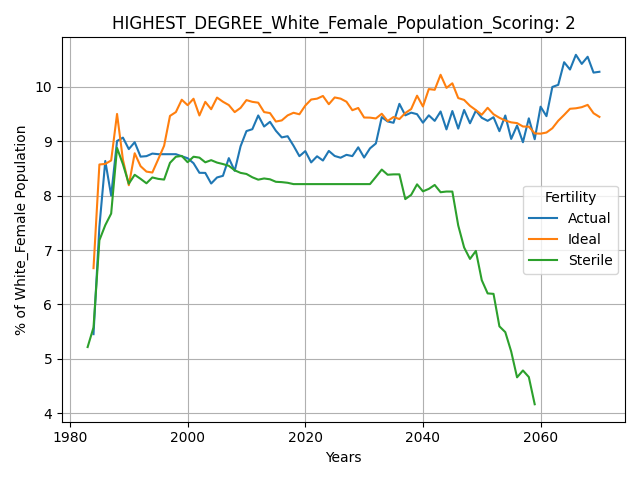 HIGHEST_DEGREE_White_Female_Population_Scoring: 2
% of White_Female Population
10
9
8
7
6
5
4
Fertility
Actual
Ideal
Sterile
1980
2000
2020
2040
2060
Years